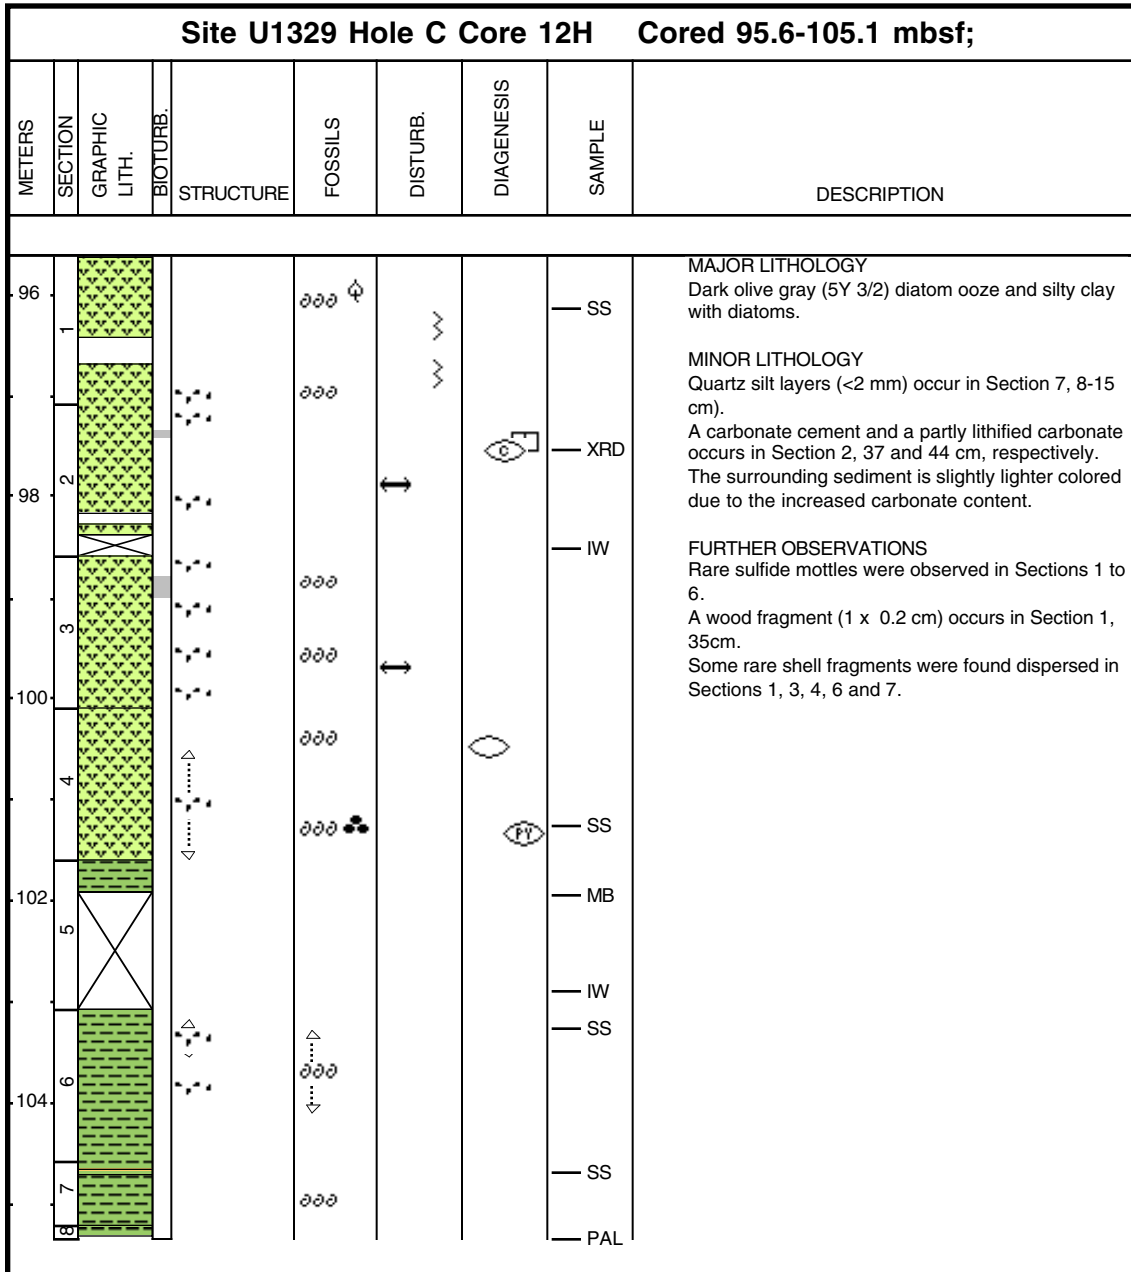 Site U1329 Hole C Core 12H Cored 95.6-105.1 mbsf;
METERS
SECTION
GRAPHIC
LITH.
BIOTURB.
STRUCTURE
FOSSILS
DISTURB.
DIAGENESIS
SAMPLE
DESCRIPTION
96
98
100
102
104
1
2
3
4
5
6
7
8
C
PY
SS
XRD
IW
SS
MB
IW
SS
SS
PAL
MAJOR LITHOLOGY
Dark olive gray (5Y 3/2) diatom ooze and silty clay
with diatoms.
MINOR LITHOLOGY
Quartz silt layers (<2 mm) occur in Section 7, 8-15
cm).
A carbonate cement and a partly lithified carbonate
occurs in Section 2, 37 and 44 cm, respectively.
The surrounding sediment is slightly lighter colored
due to the increased carbonate content.
FURTHER OBSERVATIONS
Rare sulfide mottles were observed in Sections 1 to
6.
A wood fragment (1 x 0.2 cm) occurs in Section 1,
35cm.
Some rare shell fragments were found dispersed in
Sections 1, 3, 4, 6 and 7.